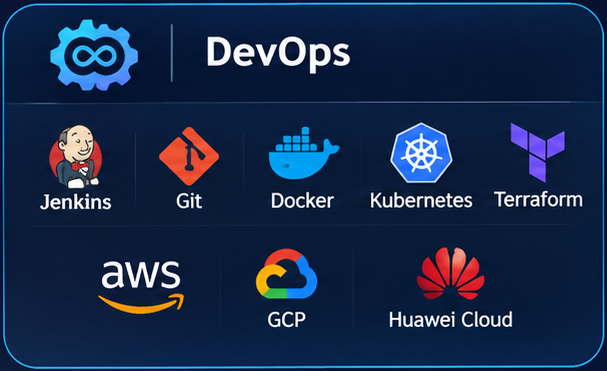 DevOps
Jenkins
Git
Docker
Kubernetes
Terraform
aws
GCP
Huawei Cloud